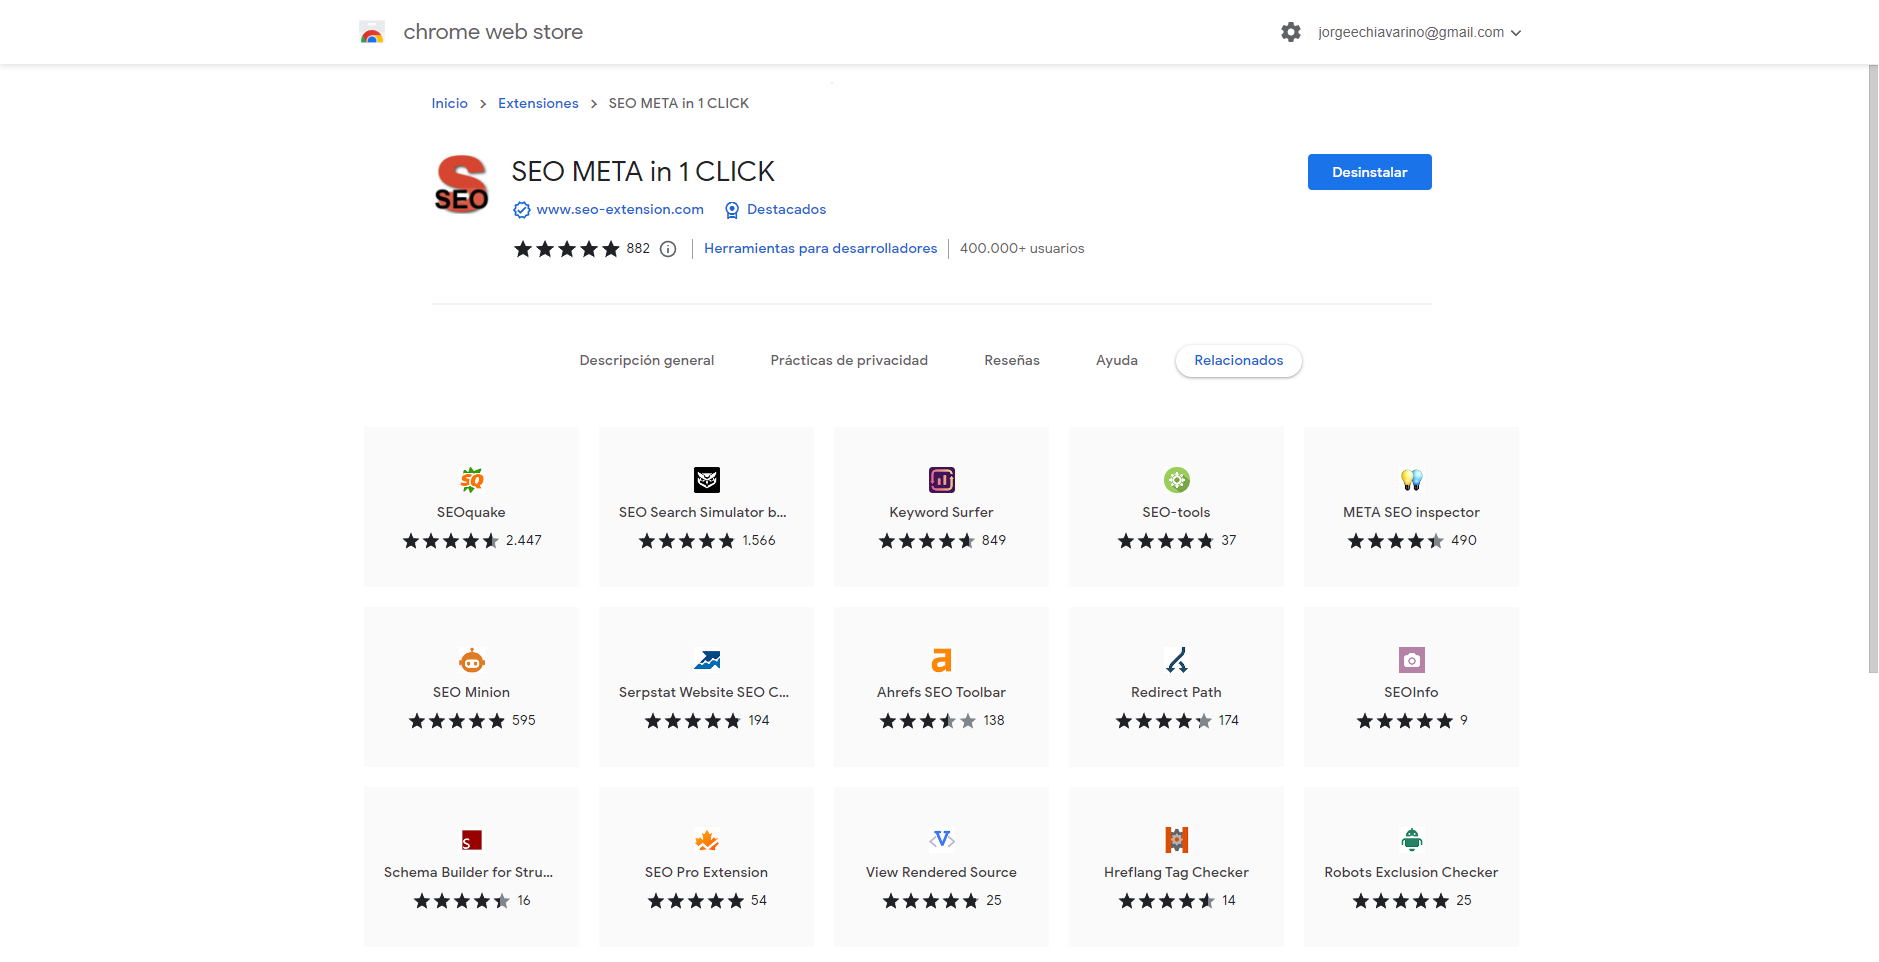 chrome web store
jorgeechiavarino@gmail.com
Inicio > Extensiones > SEO META in 1 CLICK
S
SEO
SEO META in 1 CLICK
Desinstalar
www.seo-extension.com Destacados
882 Herramientas para desarrolladores 400.000+ usuarios
Descripción general Prácticas de privacidad Reseñas Ayuda Relacionados
SQ
SEOquake SEO Search Simulator b... Keyword Surfer SEO-tools META SEO inspector
2.447 1.566 849 37 490
a
SEO Minion Serpstat Website SEO C... Ahrefs SEO Toolbar Redirect Path SEOInfo
595 194 138 174 9
S <V> H
Schema Builder for Stru... SEO Pro Extension View Rendered Source Hreflang Tag Checker Robots Exclusion Checker
16 54 25 14 25